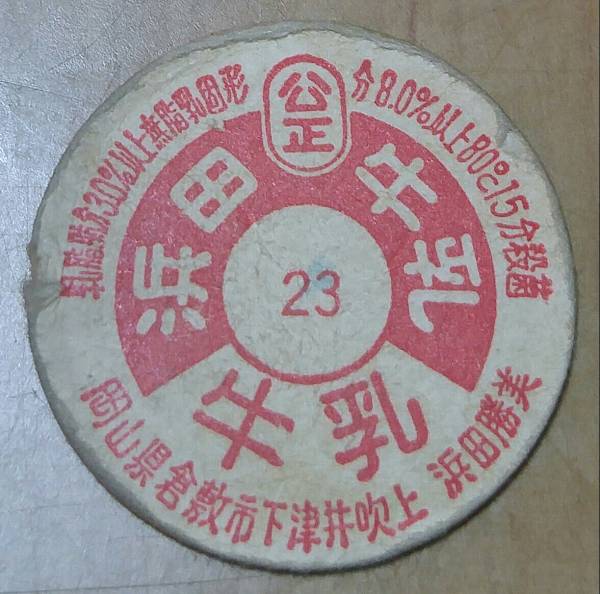 乳脂肪分3.0%以上無脂乳固形分8.0%以上80℃15分殺菌
公正
浜田牛乳
23
牛乳
岡山県倉敷市下津井吹上 浜田勝美